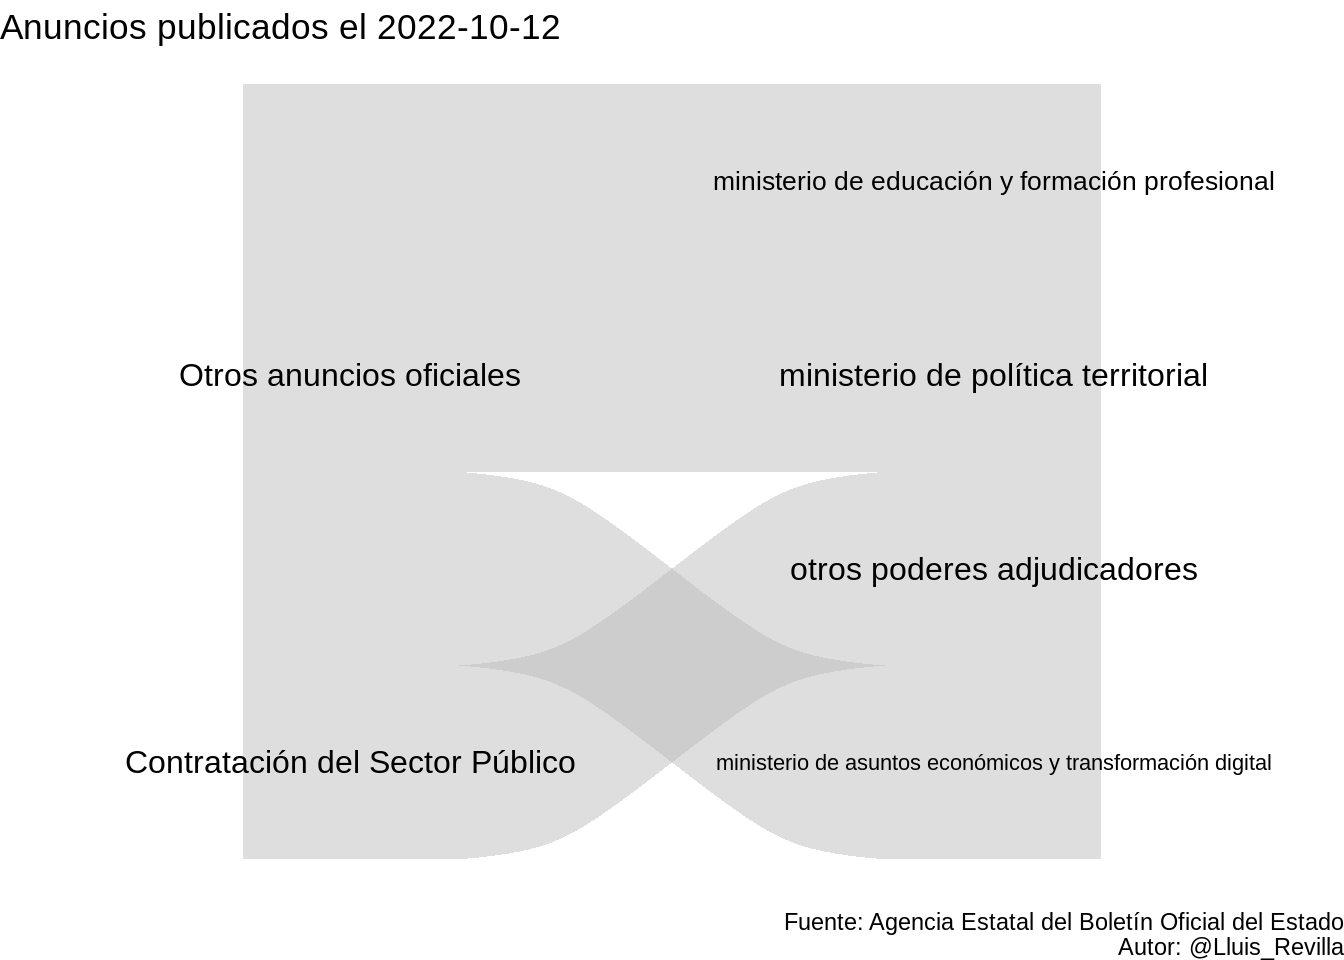 Anuncios publicados el 2022-10-12
ministerio de educación y formación profesional
Otros anuncios oficiales
ministerio de política territorial
otros poderes adjudicadores
Contratación del Sector Público
ministerio de asuntos económicos y transformación digital
Fuente: Agencia Estatal del Boletín Oficial del Estado
Autor: @Lluis_Revilla